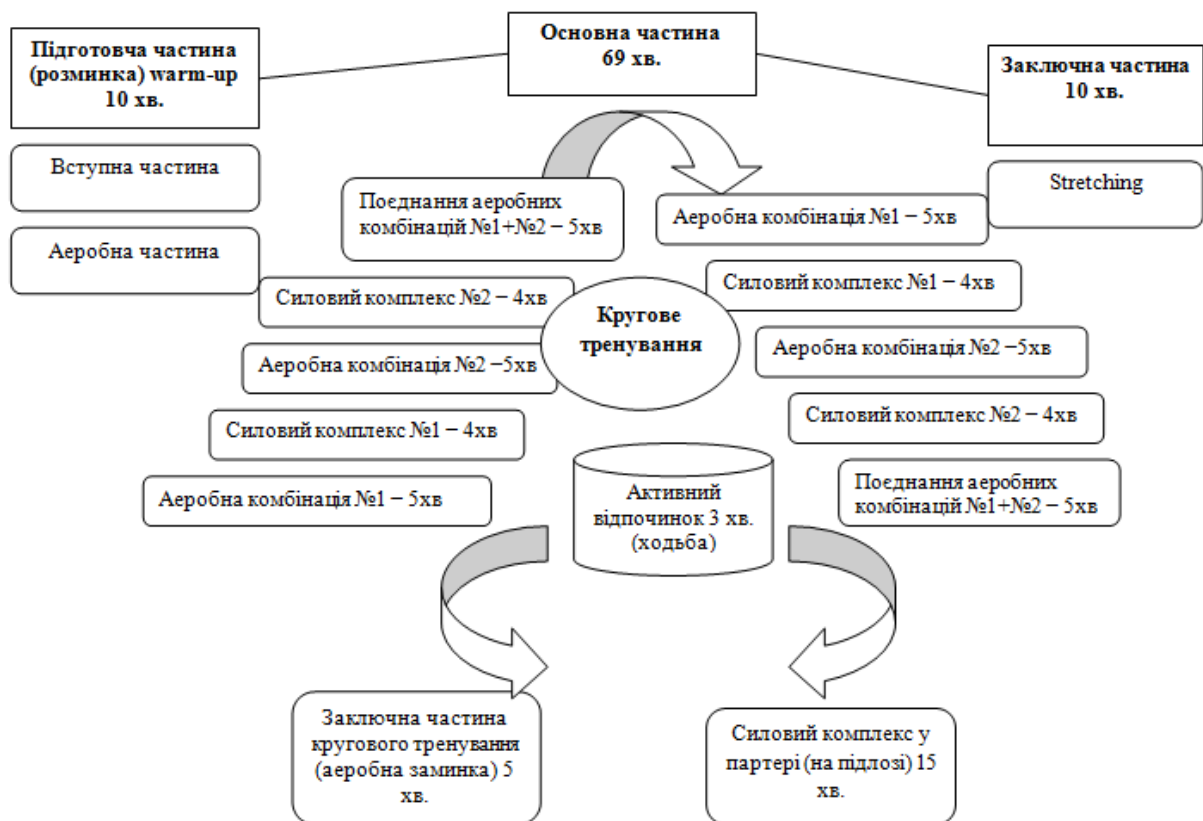 Підготовча частина
(розминка) warm-up
10 хв.
Основна частина
69 хв.
Заключна частина
10 хв.
Вступна частина
Аеробна частина
Stretching
Поєднання аеробних
комбінацій №1+№2 – 5хв
Аеробна комбінація №1 – 5хв
Силовий комплекс №2 – 4хв
Силовий комплекс №1 – 4хв
Кругове
тренування
Аеробна комбінація №2 –5хв
Аеробна комбінація №2 –5хв
Силовий комплекс №1 – 4хв
Силовий комплекс №2 – 4хв
Аеробна комбінація №1 – 5хв
Поєднання аеробних
комбінацій №1+№2 – 5хв
Активний
відпочинок 3 хв.
(ходьба)
Заключна частина
кругового тренування
(аеробна заминка) 5
хв.
Силовий комплекс у
партері (на підлозі) 15
хв.